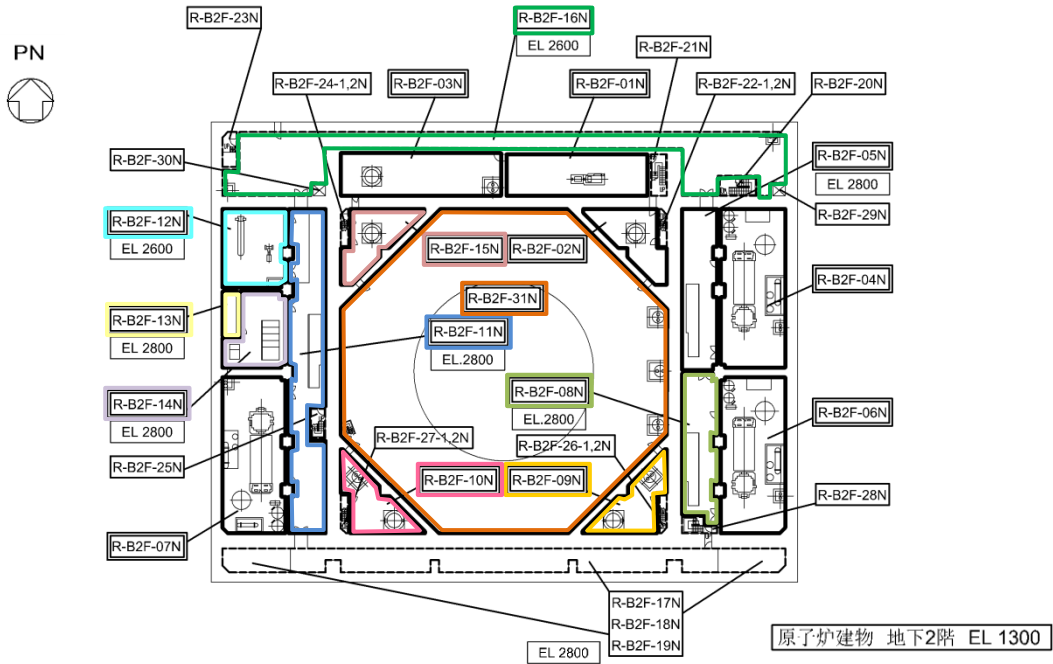 R-B2F-23N
R-B2F-16N
EL 2600
R-B2F-21N
PN
R-B2F-24-1,2N
R-B2F-03N
R-B2F-01N
R-B2F-22-1,2N
R-B2F-20N
R-B2F-30N
R-B2F-05N
EL 2800
R-B2F-29N
R-B2F-12N
EL 2600
R-B2F-15N
R-B2F-02N
R-B2F-04N
R-B2F-31N
R-B2F-13N
EL 2800
R-B2F-11N
EL.2800
R-B2F-08N
EL.2800
R-B2F-14N
EL 2800
R-B2F-06N
R-B2F-27-1,2N
R-B2F-26-1,2N
R-B2F-25N
R-B2F-10N
R-B2F-09N
R-B2F-28N
R-B2F-07N
R-B2F-17N
R-B2F-18N
R-B2F-19N
EL 2800
原子炉建物 地下2階 EL 1300